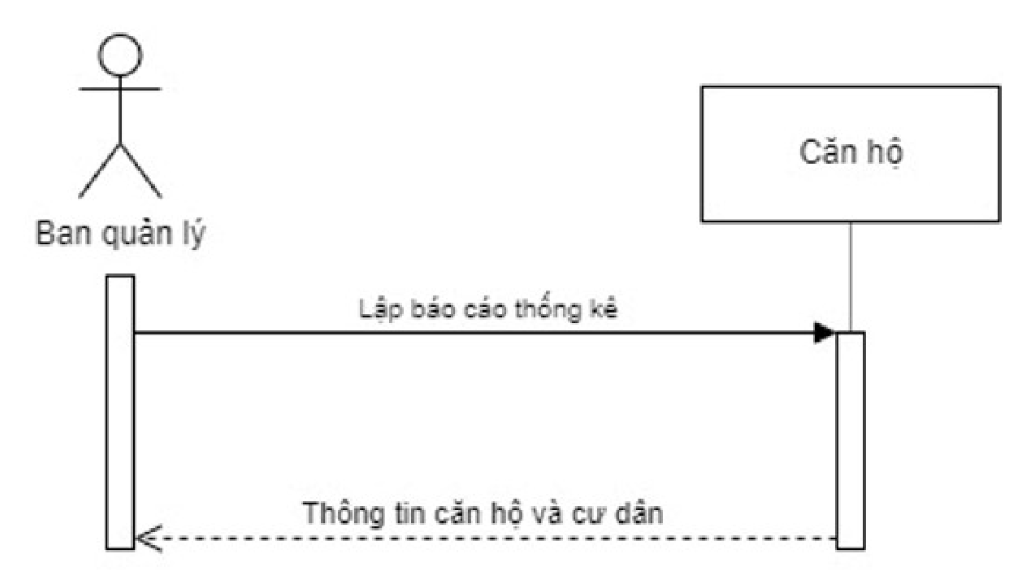 Căn hộ
Ban quản lý
Lập báo cáo thống kê
Thông tin căn hộ và cư dân